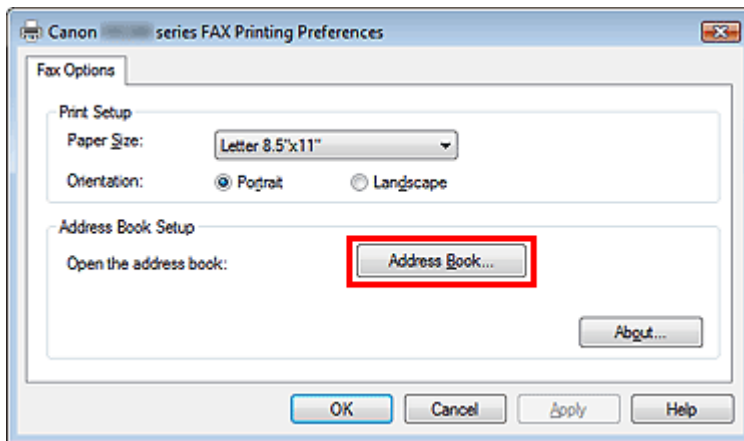 Canon series FAX Printing Preferences
Fax Options
Print Setup
Paper Size: Letter 8.5"x11"
Orientation: Portrait Landscape
Address Book Setup
Open the address book: Address Book...
About...
OK Cancel Apply Help